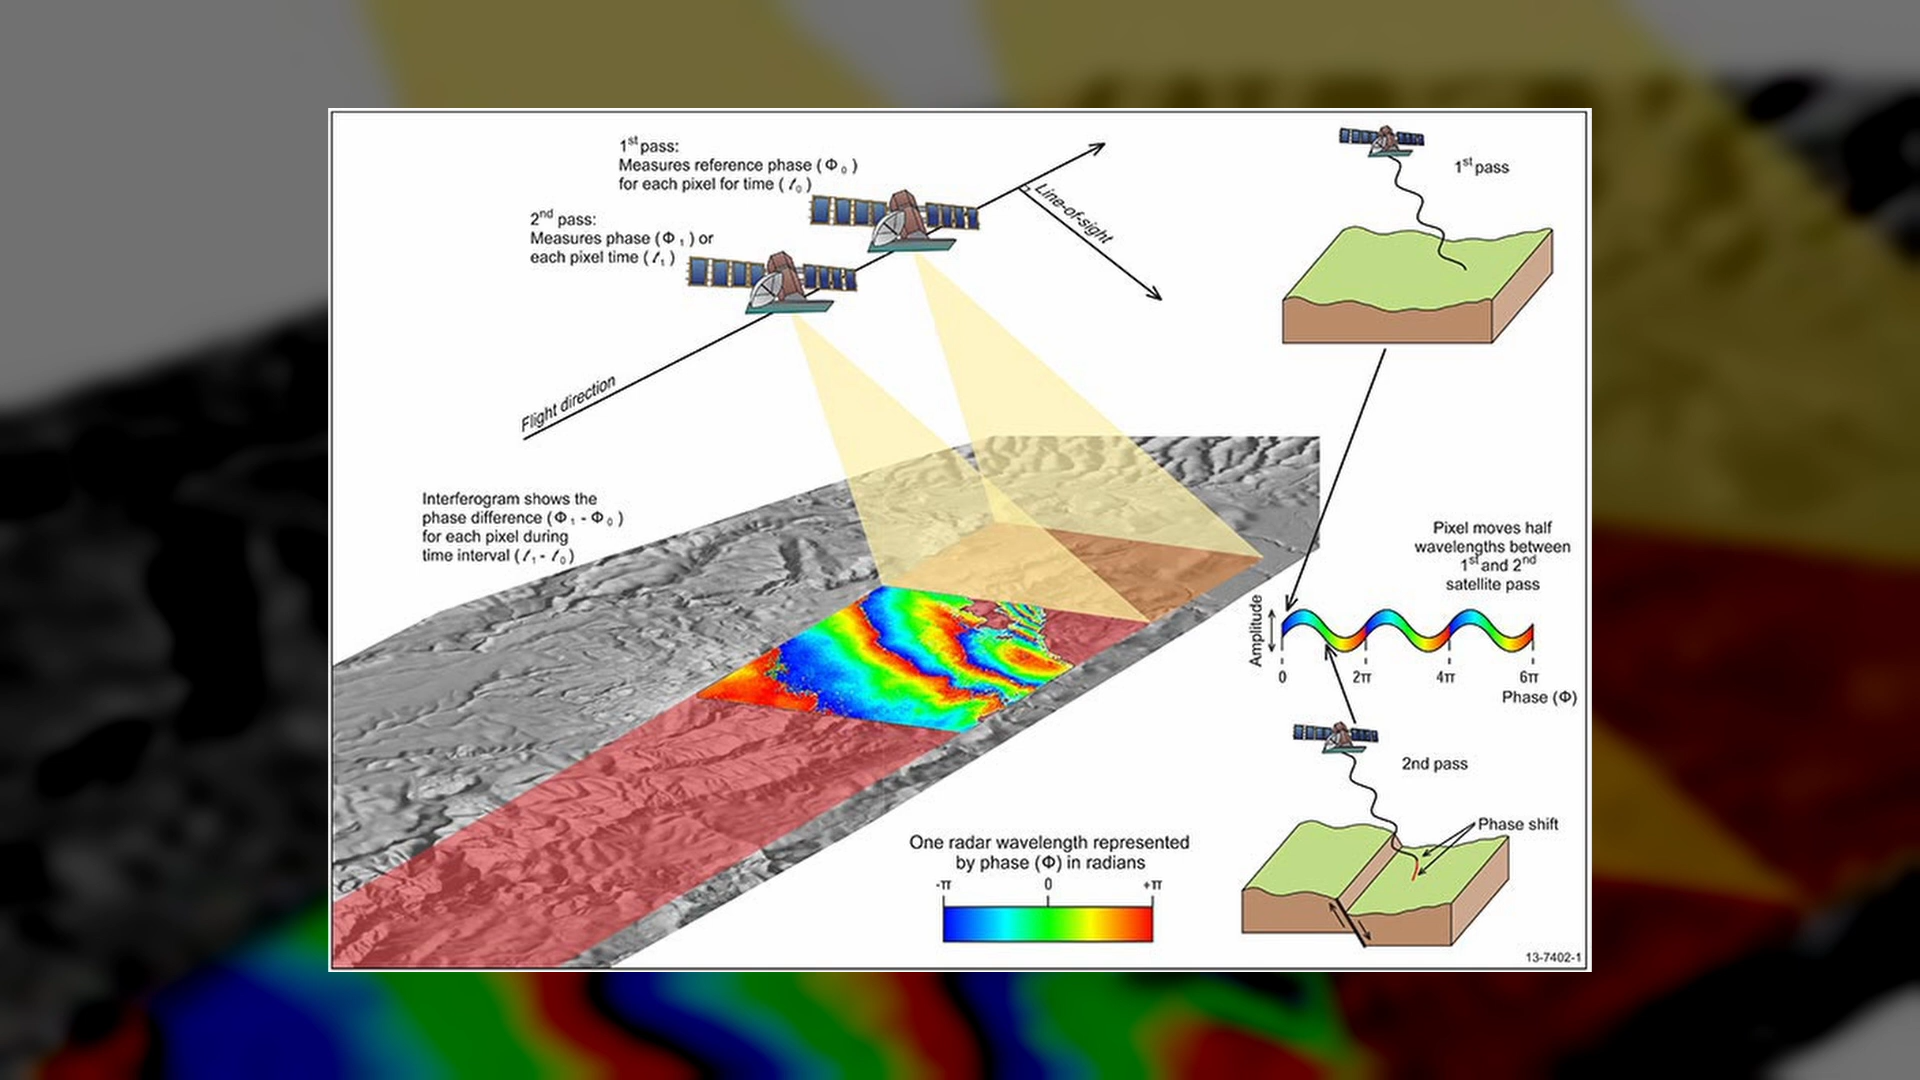 1st pass:
Measures reference phase (Φ0)
for each pixel for time (t0)
2nd pass:
Measures phase (Φ1) or
each pixel time (t1)
Line-of-sight
Flight direction
1st pass
Interferogram shows the
phase difference (Φ1 - Φ0)
for each pixel during
time interval (t1 - t0)
Pixel moves half
wavelengths between
1st and 2nd
satellite pass
Amplitude
0 2π 4π 6π
Phase (Φ)
2nd pass
Phase shift
One radar wavelength represented
by phase (Φ) in radians
-π 0 +π
13-7402-1